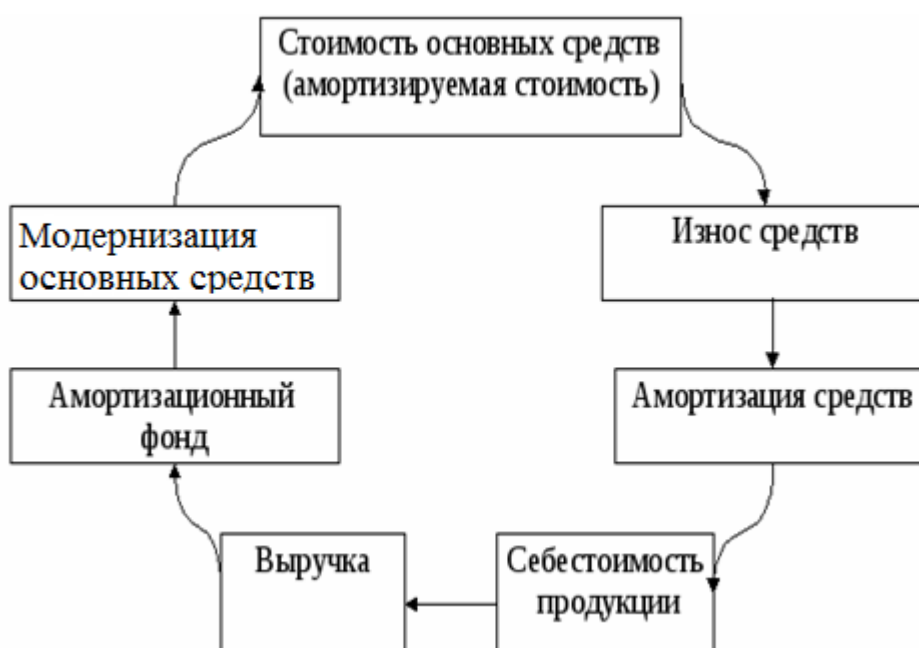 Стоимость основных средств
(амортизируемая стоимость)
Износ средств
Амортизация средств
Себестоимость
продукции
Выручка
Амортизационный
фонд
Модернизация
основных средств